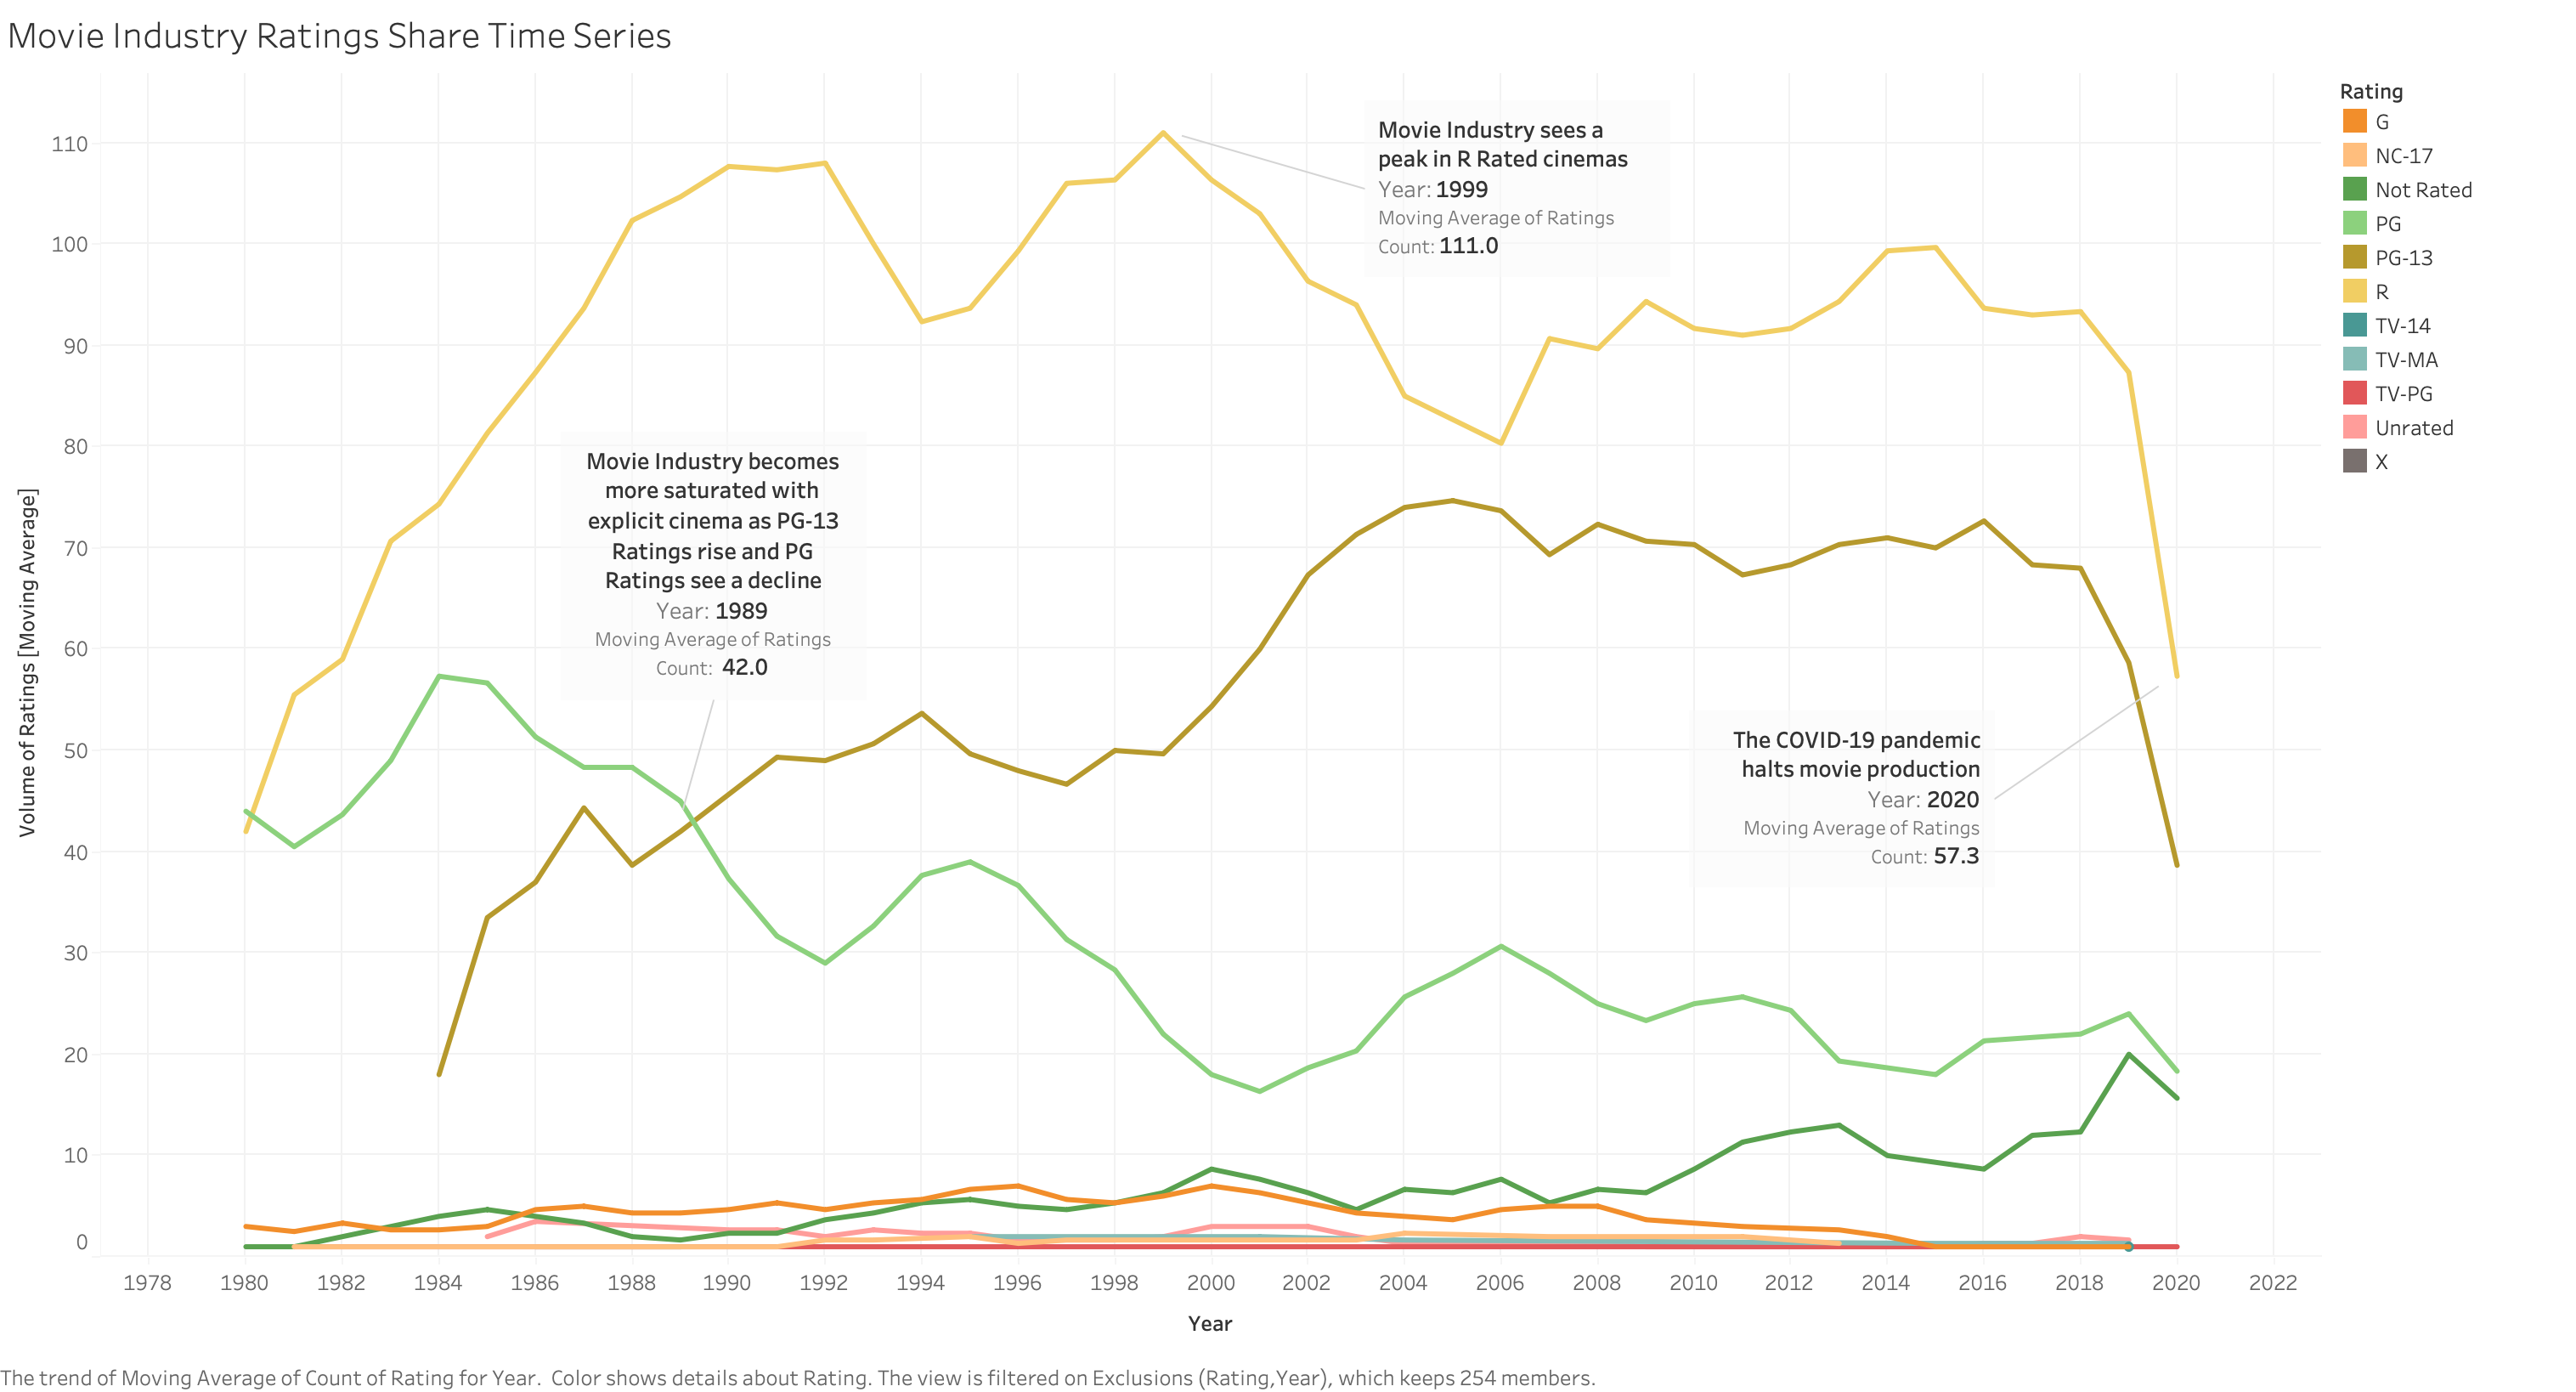 Movie Industry Ratings Share Time Series
Rating
G
NC-17
Not Rated
PG
PG-13
R
TV-14
TV-MA
TV-PG
Unrated
X
Movie Industry sees a
peak in R Rated cinemas
Year: 1999
Moving Average of Ratings
Count: 111.0
Movie Industry becomes
more saturated with
explicit cinema as PG-13
Ratings rise and PG
Ratings see a decline
Year: 1989
Moving Average of Ratings
Count: 42.0
The COVID-19 pandemic
halts movie production
Year: 2020
Moving Average of Ratings
Count: 57.3
Volume of Ratings [Moving Average]
110
100
90
80
70
60
50
40
30
20
10
0
1978 1980 1982 1984 1986 1988 1990 1992 1994 1996 1998 2000 2002 2004 2006 2008 2010 2012 2014 2016 2018 2020 2022
Year
The trend of Moving Average of Count of Rating for Year.  Color shows details about Rating. The view is filtered on Exclusions (Rating,Year), which keeps 254 members.